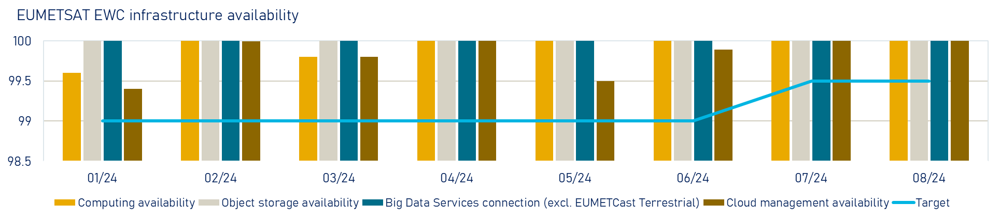 EUMETSAT EWC infrastructure availability
100
99.5
99
98.5
01/24 02/24 03/24 04/24 05/24 06/24 07/24 08/24
Computing availability Object storage availability Big Data Services connection (excl. EUMETCast Terrestrial) Cloud management availability Target